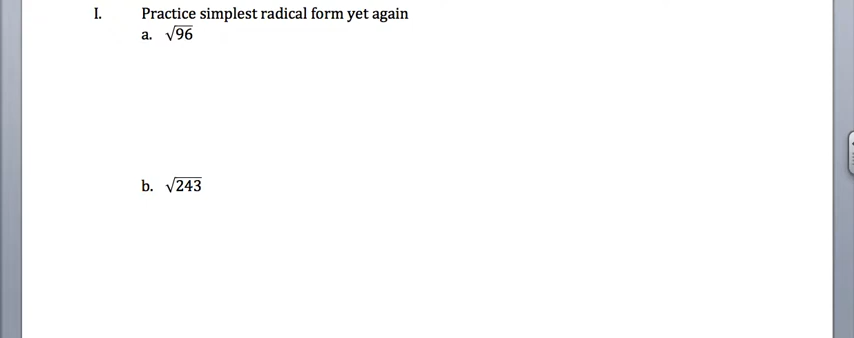 I. Practice simplest radical form yet again
a. √96
b. √243